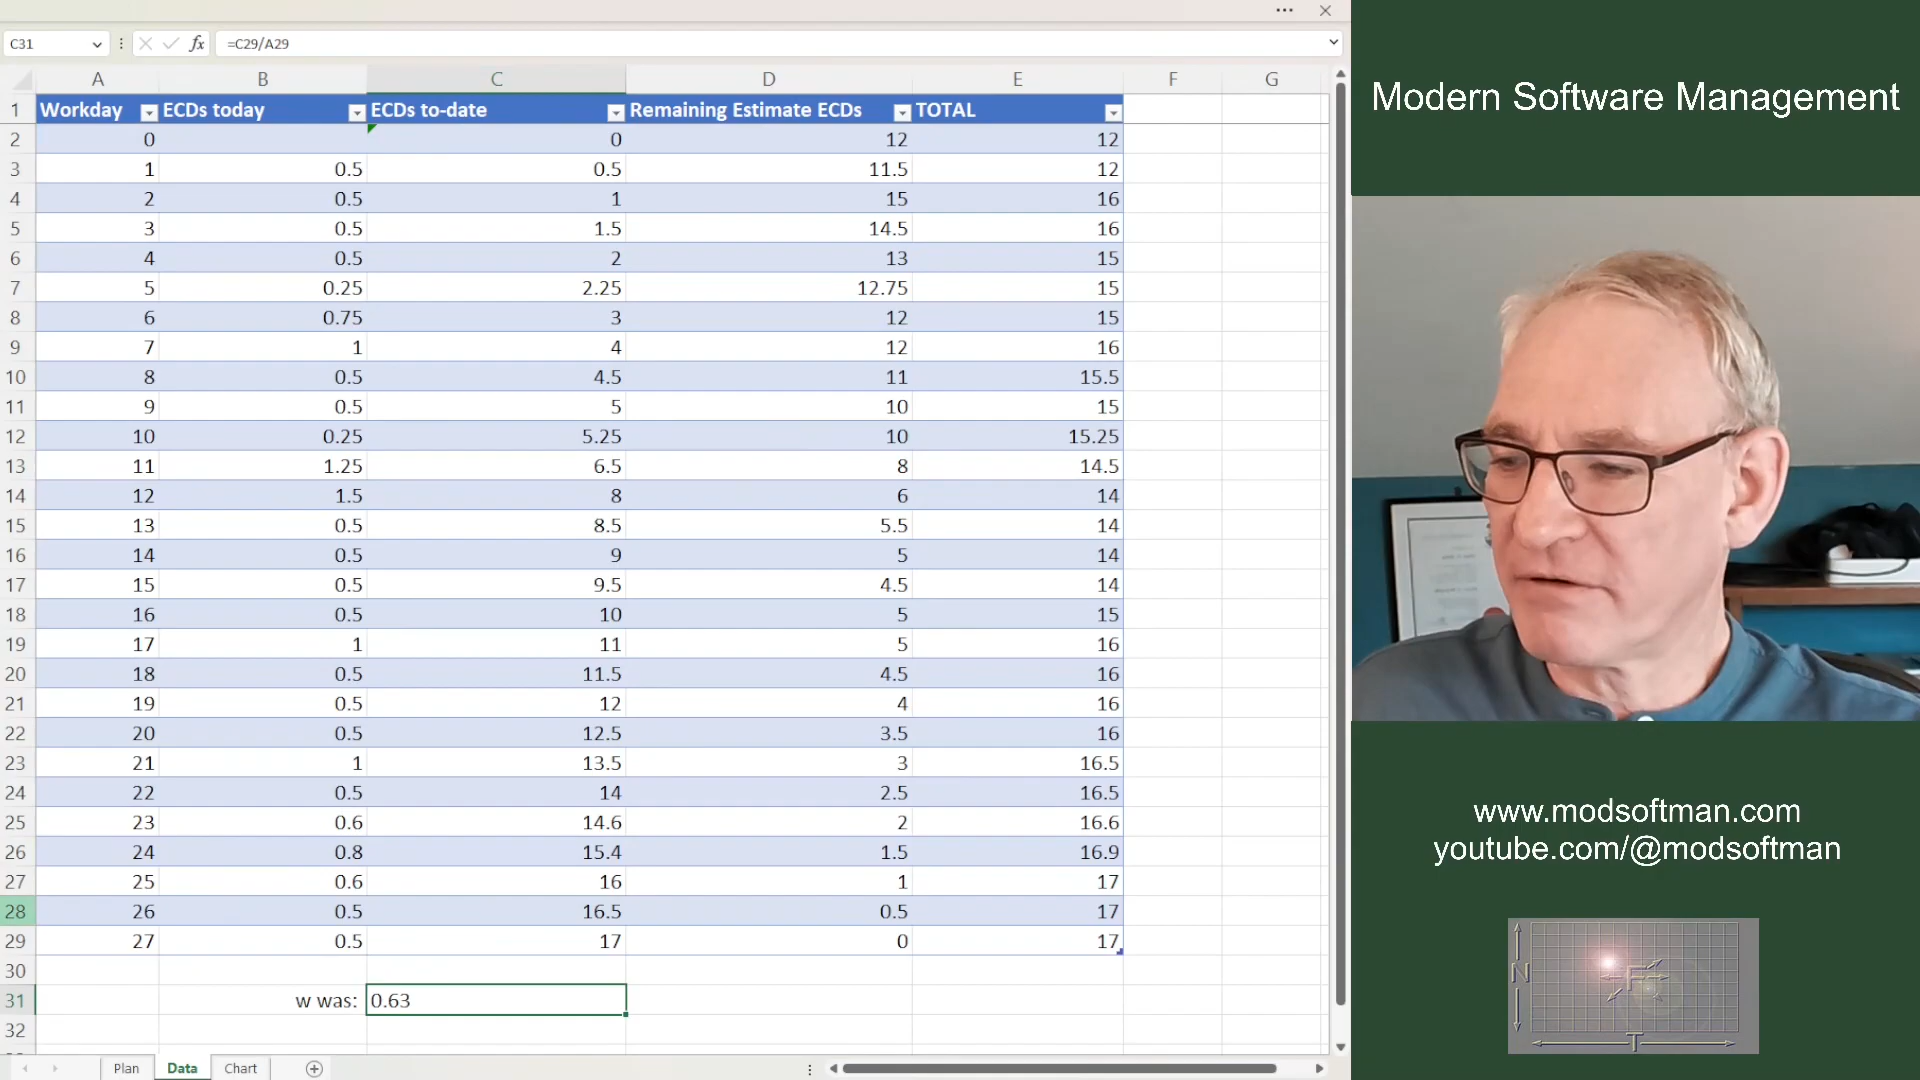 C31 fx =C29/A29
A B C D E F G
1 Workday ECDs today ECDs to-date Remaining Estimate ECDs TOTAL
2 0 0 12 12
3 1 0.5 0.5 11.5 12
4 2 0.5 1 15 16
5 3 0.5 1.5 14.5 16
6 4 0.5 2 13 15
7 5 0.25 2.25 12.75 15
8 6 0.75 3 12 15
9 7 1 4 12 16
10 8 0.5 4.5 11 15.5
11 9 0.5 5 10 15
12 10 0.25 5.25 10 15.25
13 11 1.25 6.5 8 14.5
14 12 1.5 8 6 14
15 13 0.5 8.5 5.5 14
16 14 0.5 9 5 14
17 15 0.5 9.5 4.5 14
18 16 0.5 10 5 15
19 17 1 11 5 16
20 18 0.5 11.5 4.5 16
21 19 0.5 12 4 16
22 20 0.5 12.5 3.5 16
23 21 1 13.5 3 16.5
24 22 0.5 14 2.5 16.5
25 23 0.6 14.6 2 16.6
26 24 0.8 15.4 1.5 16.9
27 25 0.6 16 1 17
28 26 0.5 16.5 0.5 17
29 27 0.5 17 0 17
30
31 w was: 0.63
32
Plan Data Chart
Modern Software Management
www.modsoftman.com
youtube.com/@modsoftman
N F
T